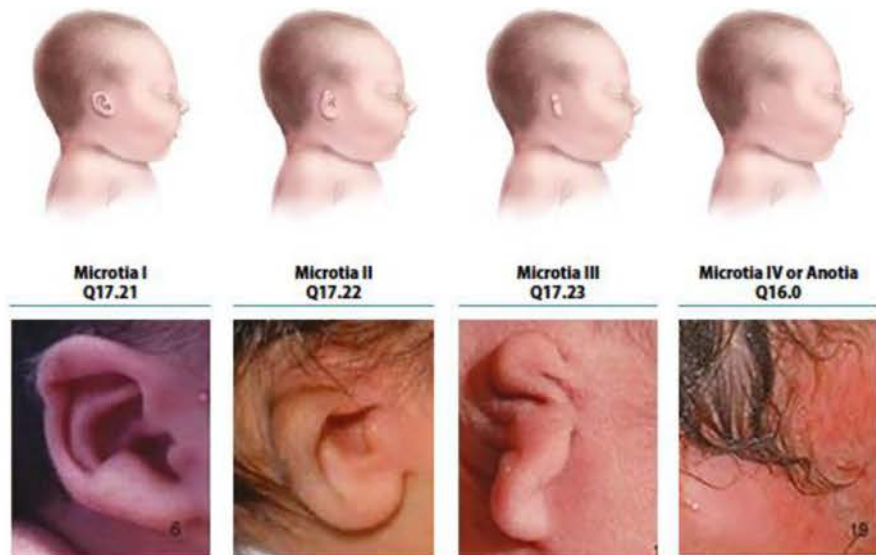 Microtia I
Q17.21
Microtia II
Q17.22
Microtia III
Q17.23
Microtia IV or Anotia
Q16.0
6
19